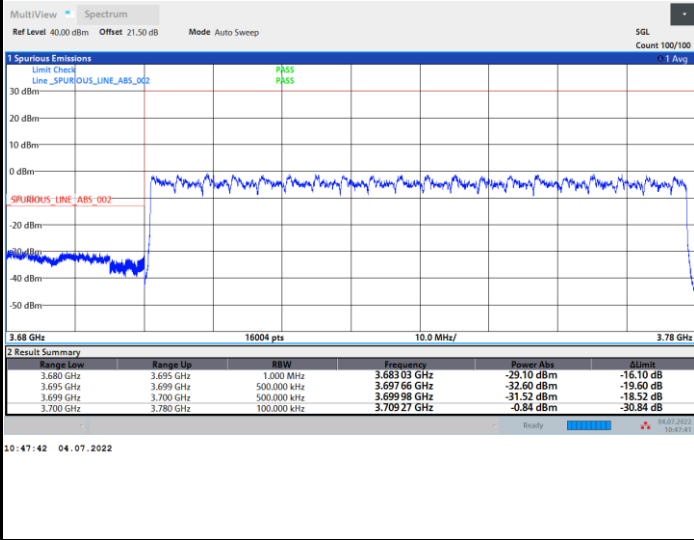 MultiView Spectrum
Ref Level 40.00 dBm Offset 21.50 dB Mode Auto Sweep SGL
Count 100/100
1 Spurious Emissions 1 Avg
Limit Check PASS
Line _SPURIOUS_LINE_ABS_002 PASS
30 dBm
20 dBm
10 dBm
0 dBm
_SPURIOUS_LINE_ABS_002
-20 dBm
-30 dBm
-40 dBm
-50 dBm
3.68 GHz 16004 pts 10.0 MHz/ 3.78 GHz
2 Result Summary
Range Low Range Up RBW Frequency Power Abs ΔLimit
3.680 GHz 3.695 GHz 1.000 MHz 3.683 03 GHz -29.10 dBm -16.10 dB
3.695 GHz 3.699 GHz 500.000 kHz 3.697 66 GHz -32.60 dBm -19.60 dB
3.699 GHz 3.700 GHz 500.000 kHz 3.699 98 GHz -31.52 dBm -18.52 dB
3.700 GHz 3.780 GHz 100.000 kHz 3.709 27 GHz -0.84 dBm -30.84 dB
Ready 04.07.2022
10:47:41
10:47:42 04.07.2022